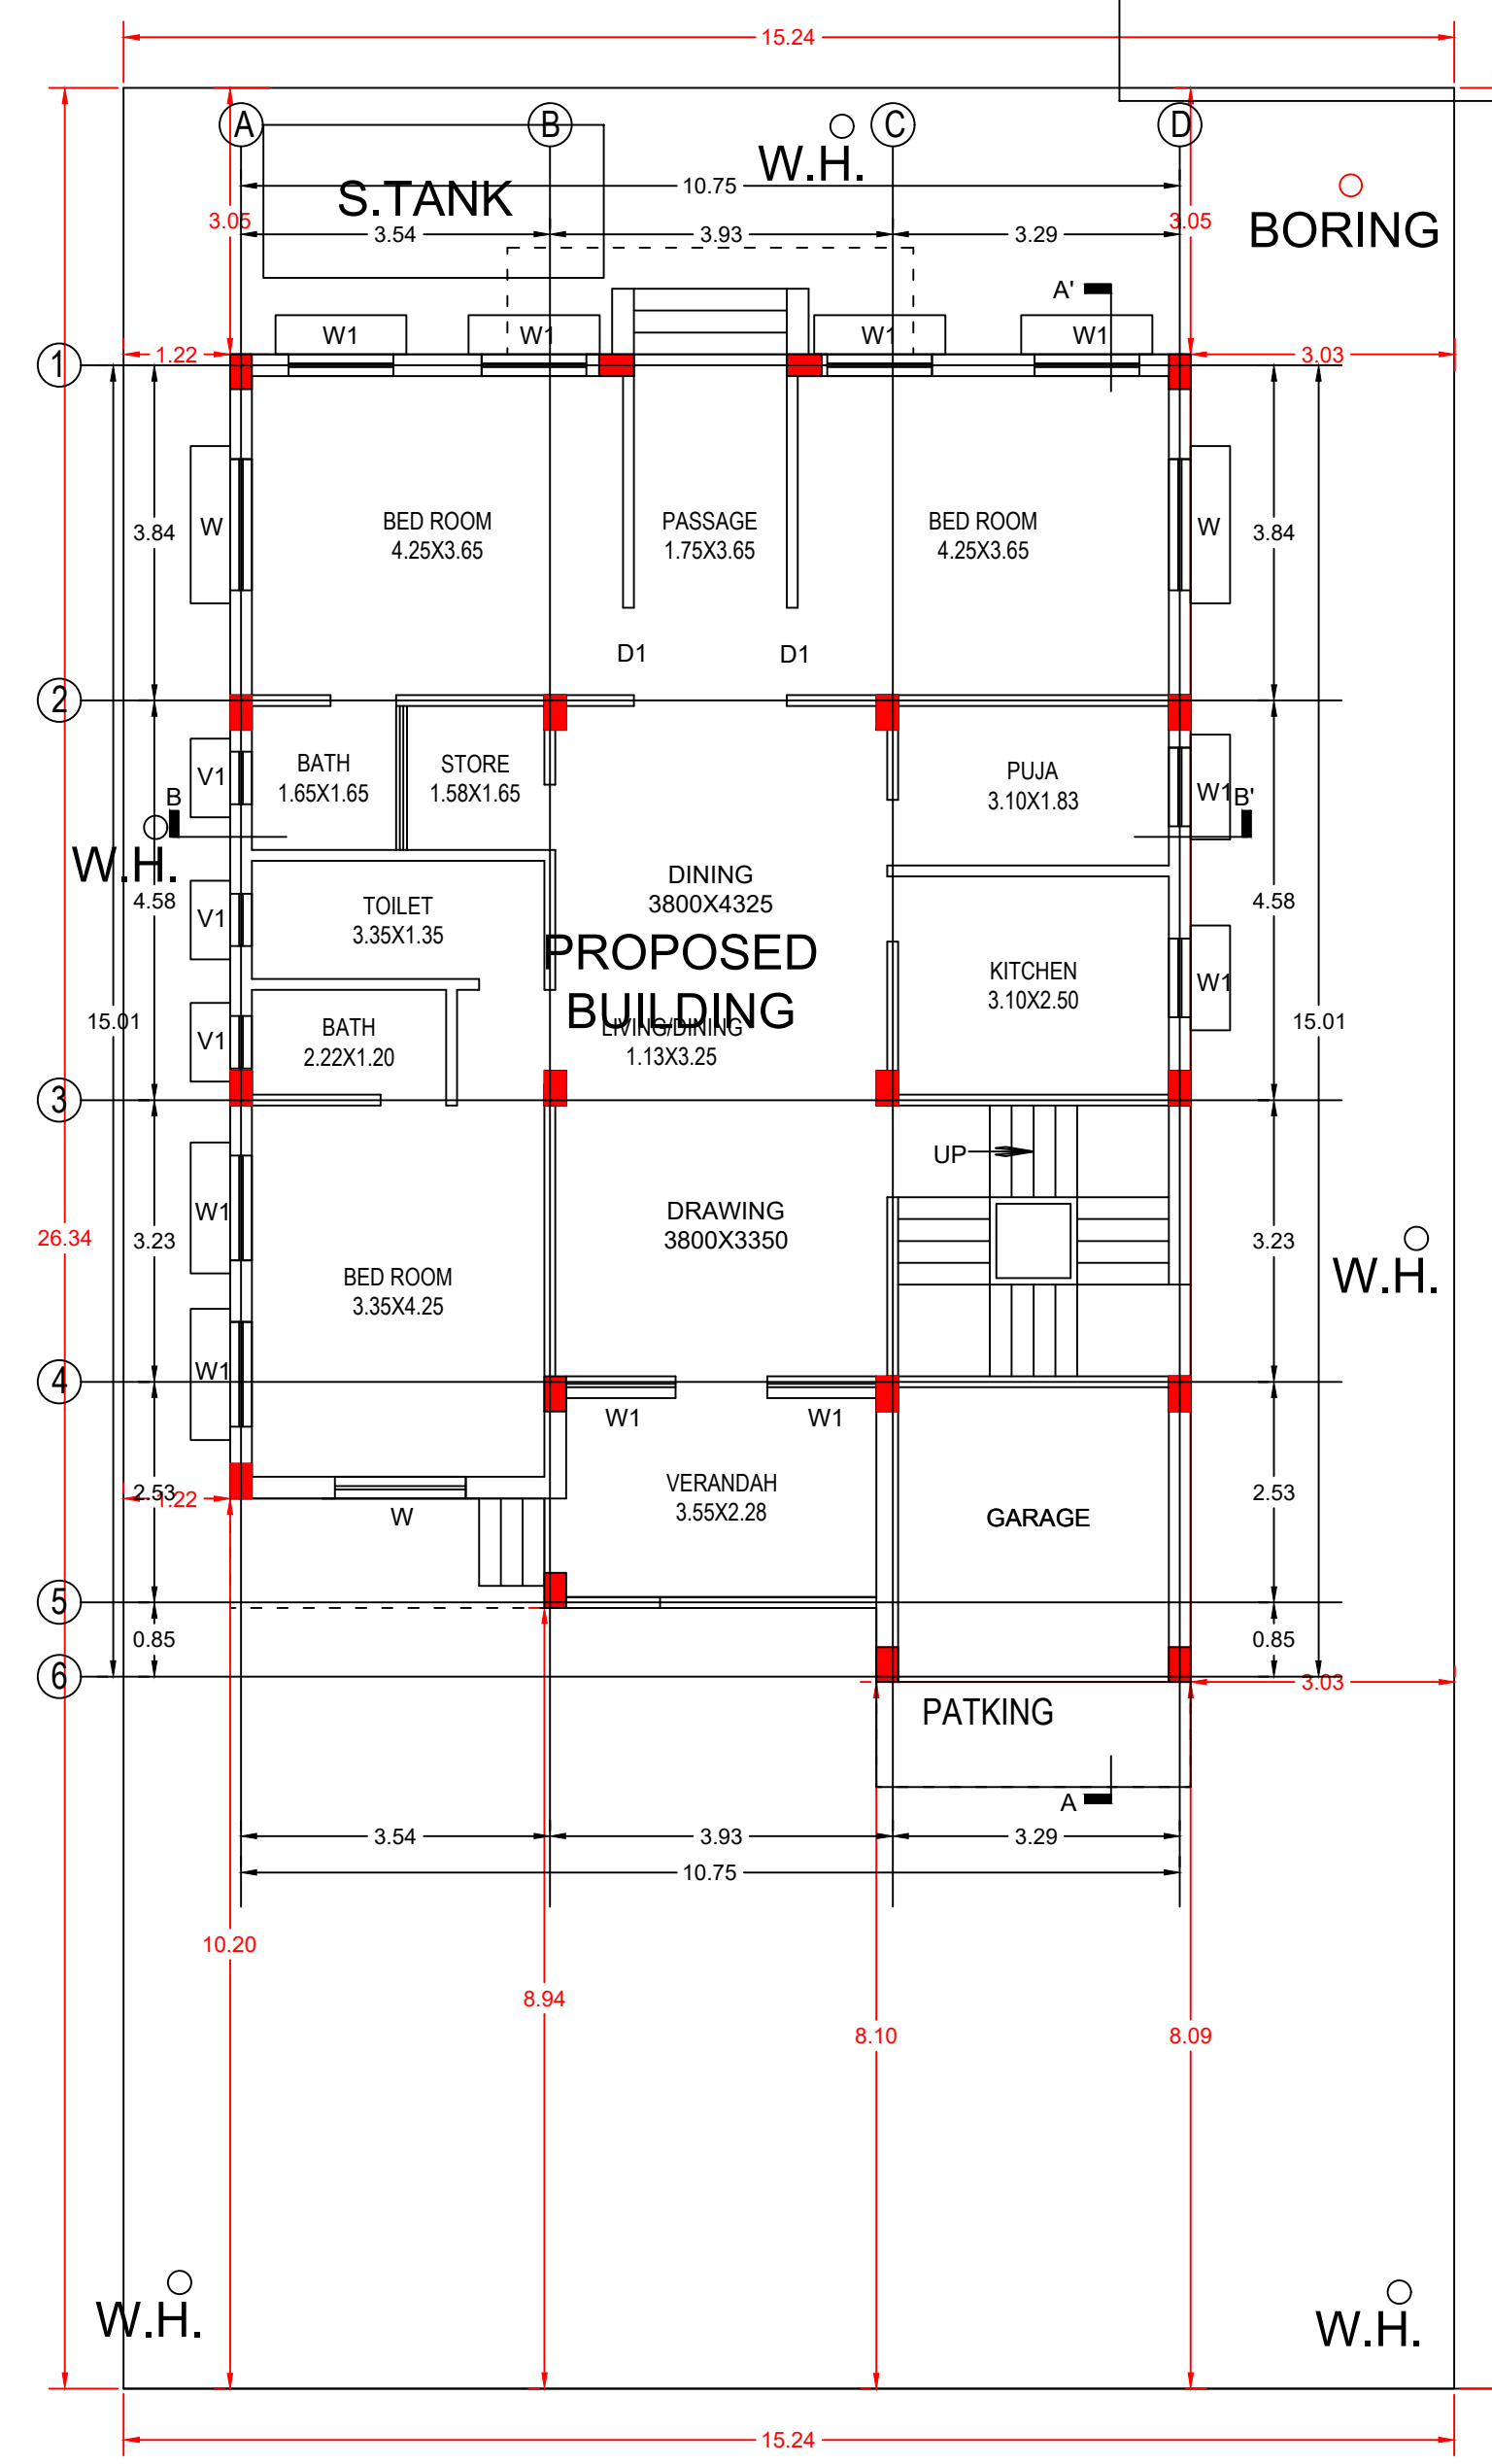 15.24
A
B
C
D
W.H.
S.TANK
10.75
BORING
3.05
3.05
3.54
3.93
3.29
A'
W1
W1
W1
W1
1
1.22
3.03
3.84
W
BED ROOM
4.25X3.65
PASSAGE
1.75X3.65
BED ROOM
4.25X3.65
W
3.84
D1
D1
2
BATH
1.65X1.65
STORE
1.58X1.65
PUJA
3.10X1.83
V1
B
W1
B'
W.H.
4.58
DINING
3800X4325
4.58
V1
TOILET
3.35X1.35
PROPOSED
BUILDING
KITCHEN
3.10X2.50
W1
15.01
V1
BATH
2.22X1.20
LIVING/DINING
1.13X3.25
15.01
3
UP
W1
26.34
3.23
DRAWING
3800X3350
3.23
W.H.
BED ROOM
3.35X4.25
W1
4
W1
W1
2.53
1.22
W
VERANDAH
3.55X2.28
GARAGE
2.53
5
0.85
0.85
6
3.03
PATKING
A
3.54
3.93
3.29
10.75
10.20
8.94
8.10
8.09
W.H.
W.H.
15.24